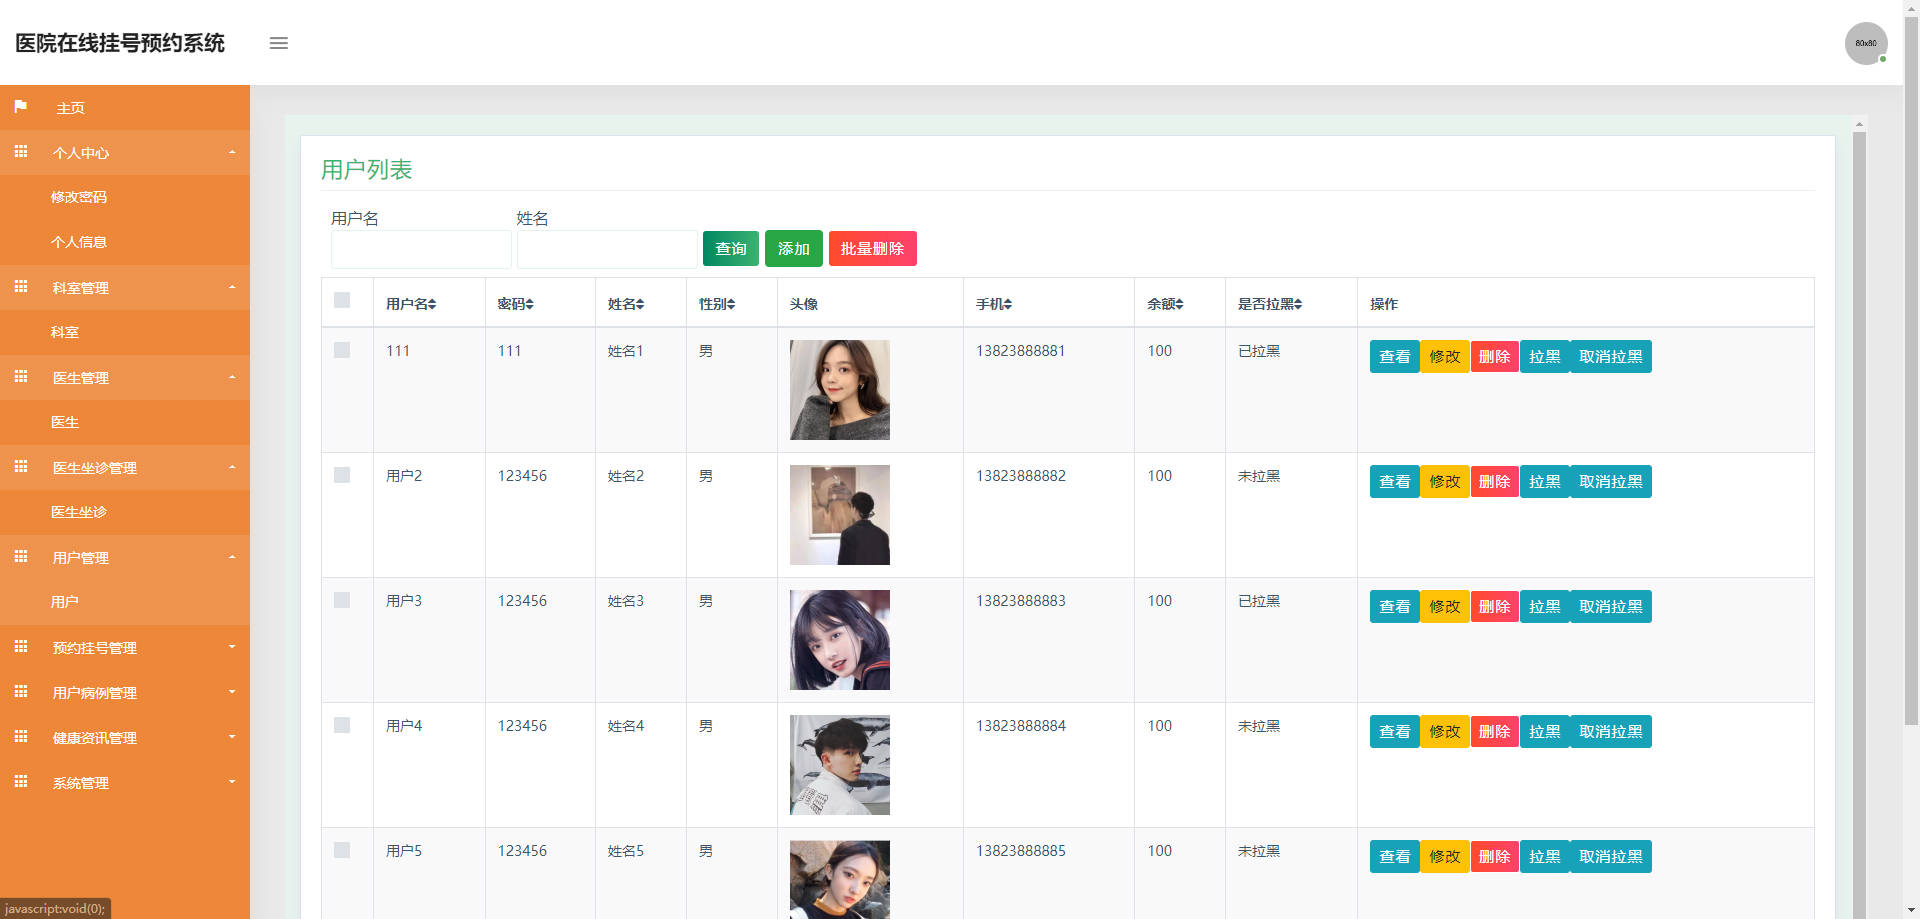 医院在线挂号预约系统
80x80
主页
个人中心
修改密码
个人信息
科室管理
科室
医生管理
医生
医生坐诊管理
医生坐诊
用户管理
用户
预约挂号管理
用户病例管理
健康资讯管理
系统管理
用户列表
用户名 姓名
查询 添加 批量删除
用户名 密码 姓名 性别 头像 手机 余额 是否拉黑 操作
111 111 姓名1 男 13823888881 100 已拉黑 查看 修改 删除 拉黑 取消拉黑
用户2 123456 姓名2 男 13823888882 100 未拉黑 查看 修改 删除 拉黑 取消拉黑
用户3 123456 姓名3 男 13823888883 100 已拉黑 查看 修改 删除 拉黑 取消拉黑
用户4 123456 姓名4 男 13823888884 100 未拉黑 查看 修改 删除 拉黑 取消拉黑
用户5 123456 姓名5 男 13823888885 100 未拉黑 查看 修改 删除 拉黑 取消拉黑
javascript:void(0);